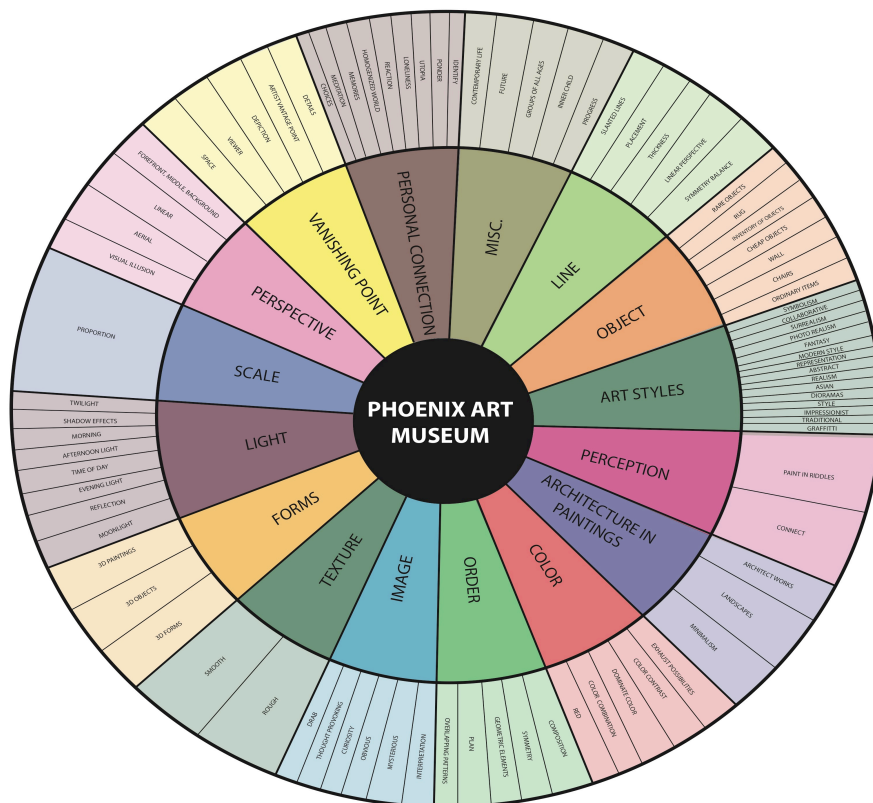 PHOENIX ART
MUSEUM
PERSONAL CONNECTION
MISC.
LINE
OBJECT
ART STYLES
PERCEPTION
ARCHITECTURE IN
PAINTINGS
COLOR
ORDER
IMAGE
TEXTURE
FORMS
LIGHT
SCALE
PERSPECTIVE
VANISHING POINT
CHOICES
MEDITATION
MEMORIES
HOMOGENIZED WORLD
REACTION
LONELINESS
UTOPIA
PONDER
IDENTIFY
CONTEMPORARY LIFE
FUTURE
GROUPS OF ALL AGES
INNER CHILD
PROGRESS
SLANTED LINES
PLACEMENT
THICKNESS
LINEAR PERSPECTIVE
SYMMETRY BALANCE
RARE OBJECTS
RUG
INVENTORY OF OBJECTS
CHEAP OBJECTS
WALL
CHAIRS
ORDINARY ITEMS
SYMBOLISM
COLLABORATIVE
SURREALISM
PHOTO REALISM
FANTASY
MODERN STYLE
REPRESENTATION
ABSTRACT
REALISM
ASIAN
DIORAMAS
STYLE
IMPRESSIONIST
TRADITIONAL
GRAFFITTI
PAINT IN RIDDLES
CONNECT
ARCHITECT WORKS
LANDSCAPES
MINIMALISM
EXHAUST POSSIBILITIES
COLOR CONTRAST
DOMINATE COLOR
COLOR COMBINATION
RED
COMPOSITION
SYMMETRY
GEOMETRIC ELEMENTS
PLAN
OVERLAPPING PATTERNS
INTERPRETATION
MYSTERIOUS
OBVIOUS
CURIOSITY
THOUGHT PROVOKING
DRAB
ROUGH
SMOOTH
3D FORMS
3D OBJECTS
3D PAINTINGS
MOONLIGHT
REFLECTION
EVENING LIGHT
TIME OF DAY
AFTERNOON LIGHT
MORNING
SHADOW EFFECTS
TWILIGHT
PROPORTION
VISUAL ILLUSION
AERIAL
LINEAR
FOREFRONT, MIDDLE, BACKGROUND
SPACE
VIEWER
DEPICTION
ARTIST VANTAGE POINT
DETAILS